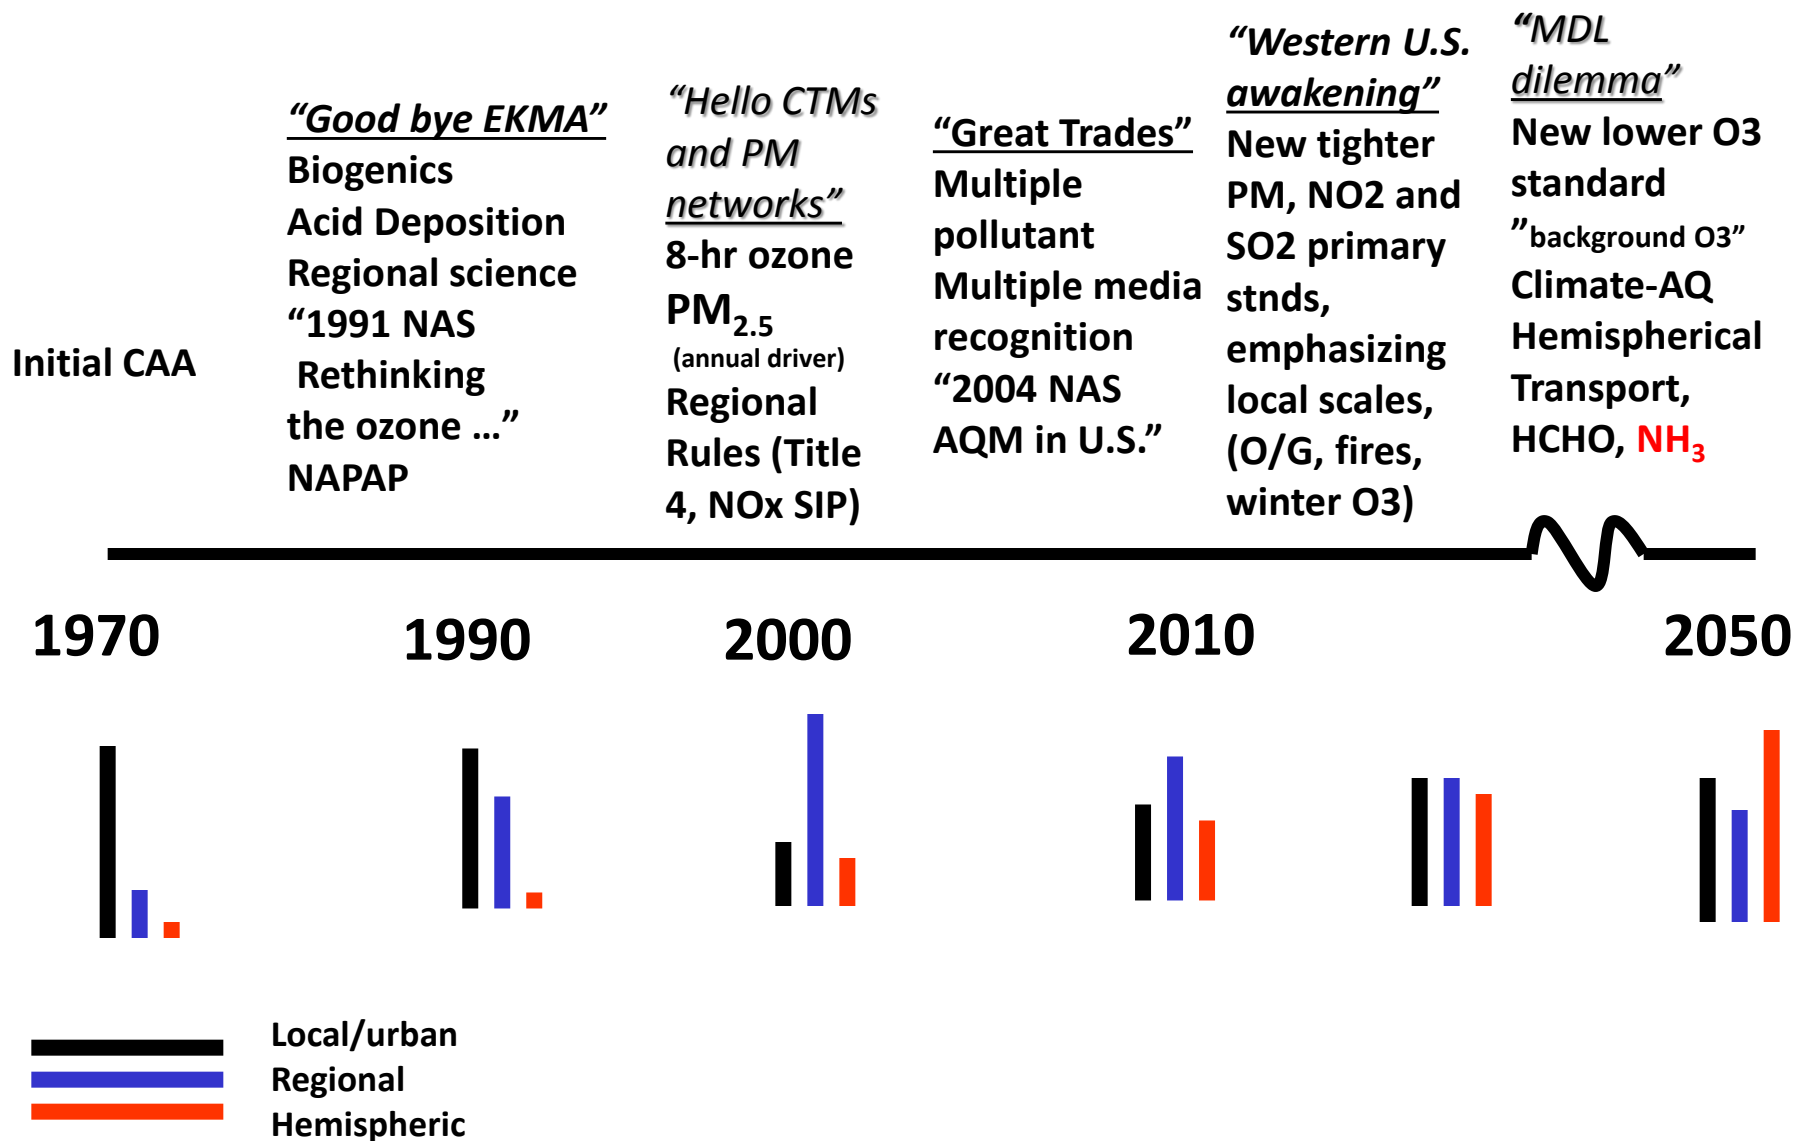 Initial CAA
“Good bye EKMA”
Biogenics
Acid Deposition
Regional science
“1991 NAS
Rethinking
the ozone …”
NAPAP
“Hello CTMs
and PM
networks”
8-hr ozone
PM2.5
(annual driver)
Regional
Rules (Title
4, NOx SIP)
“Great Trades”
Multiple
pollutant
Multiple media
recognition
“2004 NAS
AQM in U.S.”
“Western U.S.
awakening”
New tighter
PM, NO2 and
SO2 primary
stnds,
emphasizing
local scales,
(O/G, fires,
winter O3)
“MDL
dilemma”
New lower O3
standard
”background O3”
Climate-AQ
Hemispherical
Transport,
HCHO, NH3
1970
1990
2000
2010
2050
Local/urban
Regional
Hemispheric